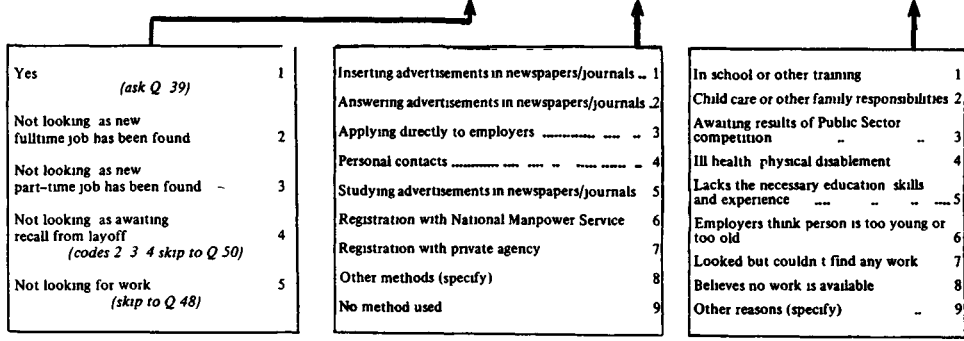 Yes 1
(ask Q 39)
Not looking as new
fulltime job has been found 2
Not looking as new
part-time job has been found – 3
Not looking as awaiting
recall from layoff 4
(codes 2 3 4 skip to Q 50)
Not looking for work 5
(skip to Q 48)
Inserting advertisements in newspapers/journals .. 1
Answering advertisements in newspapers/journals .2
Applying directly to employers ............... .... .. 3
Personal contacts ............. .... .... .. ...... .... .. 4
Studying advertisements in newspapers/journals 5
Registration with National Manpower Service 6
Registration with private agency 7
Other methods (specify) 8
No method used 9
In school or other training 1
Child care or other family responsibilities 2
Awaiting results of Public Sector
competition .. .. 3
Ill health physical disablement 4
Lacks the necessary education skills
and experience .... .. .. .. .... 5
Employers think person is too young or
too old 6
Looked but couldn t find any work 7
Believes no work is available 8
Other reasons (specify) .. 9